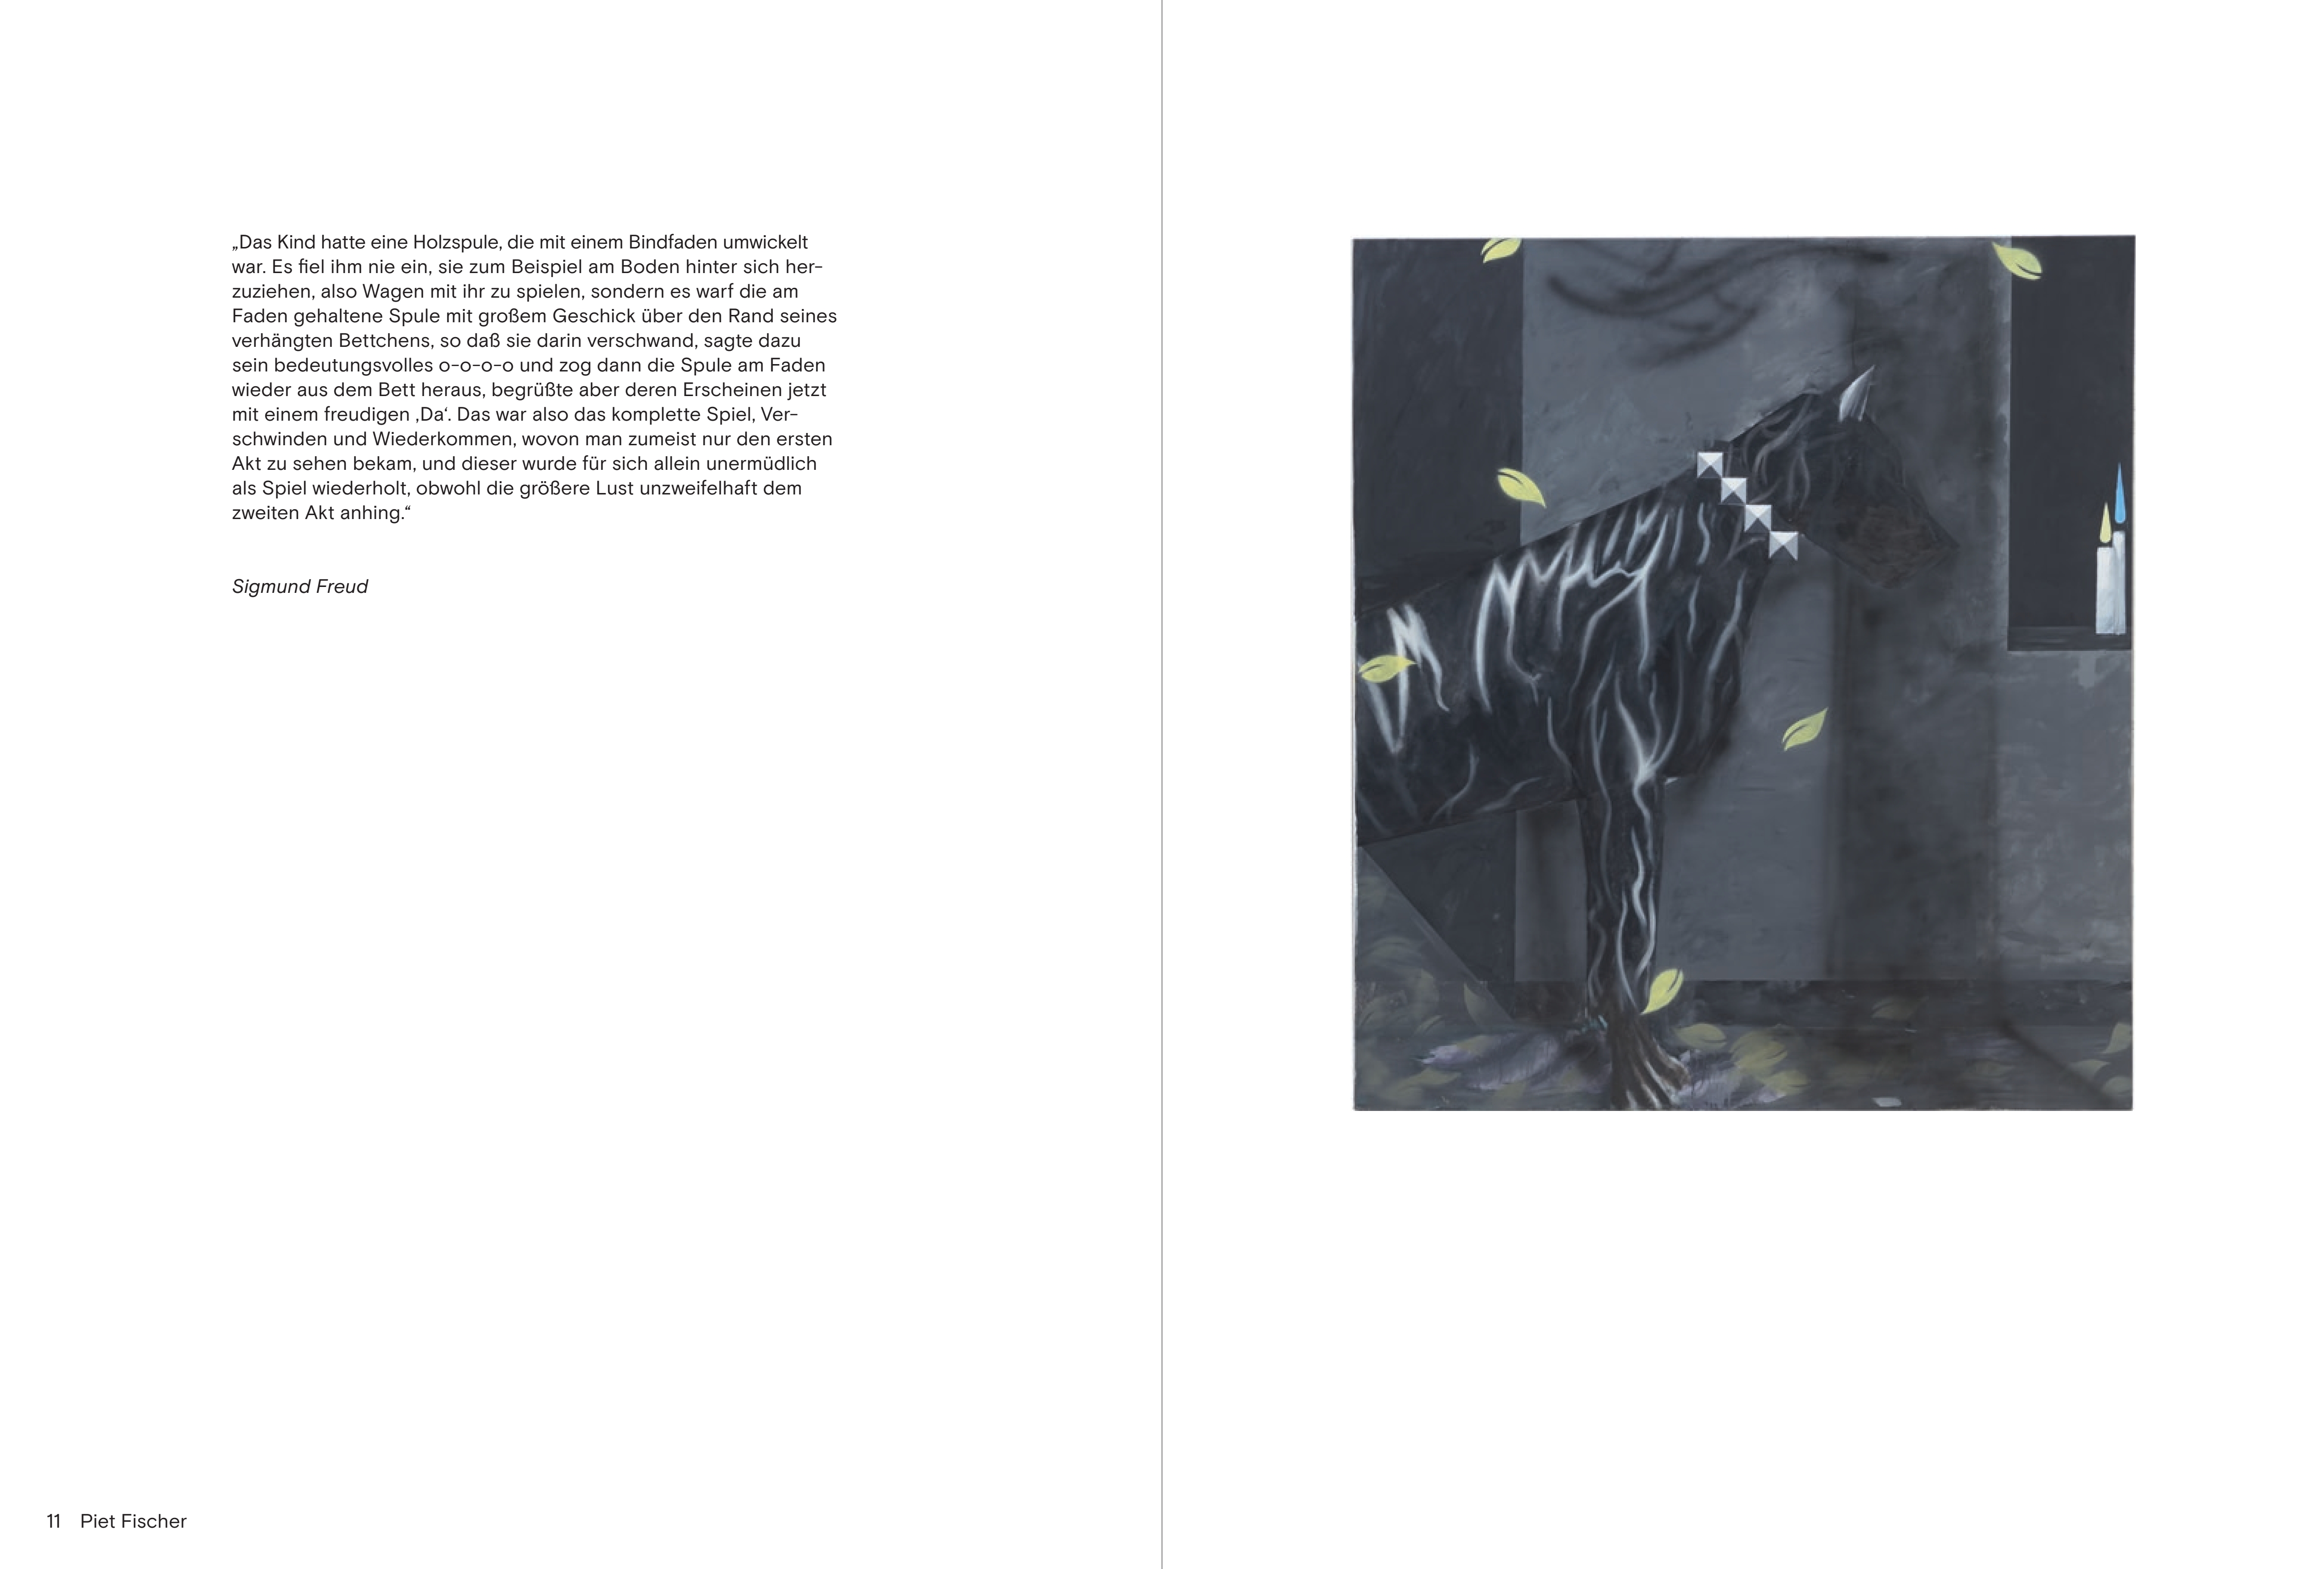 „Das Kind hatte eine Holzspule, die mit einem Bindfaden umwickelt
war. Es fiel ihm nie ein, sie zum Beispiel am Boden hinter sich her-
zuziehen, also Wagen mit ihr zu spielen, sondern es warf die am
Faden gehaltene Spule mit großem Geschick über den Rand seines
verhängten Bettchens, so daß sie darin verschwand, sagte dazu
sein bedeutungsvolles o-o-o-o und zog dann die Spule am Faden
wieder aus dem Bett heraus, begrüßte aber deren Erscheinen jetzt
mit einem freudigen ‚Da‘. Das war also das komplette Spiel, Ver-
schwinden und Wiederkommen, wovon man zumeist nur den ersten
Akt zu sehen bekam, und dieser wurde für sich allein unermüdlich
als Spiel wiederholt, obwohl die größere Lust unzweifelhaft dem
zweiten Akt anhing.“
Sigmund Freud
11 Piet Fischer